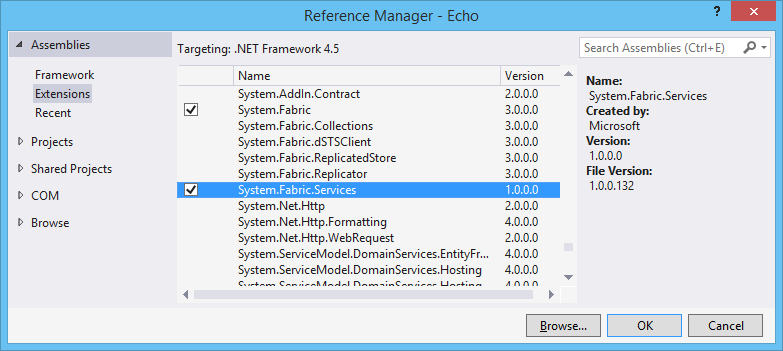 Reference Manager - Echo
? ×
Assemblies
Framework
Extensions
Recent
Projects
Shared Projects
COM
Browse
Targeting: .NET Framework 4.5
Name Version
System.AddIn.Contract 2.0.0.0
System.Fabric 3.0.0.0
System.Fabric.Collections 3.0.0.0
System.Fabric.dSTSClient 3.0.0.0
System.Fabric.ReplicatedStore 3.0.0.0
System.Fabric.Replicator 3.0.0.0
System.Fabric.Services 1.0.0.0
System.Net.Http 2.0.0.0
System.Net.Http.Formatting 4.0.0.0
System.Net.Http.WebRequest 2.0.0.0
System.ServiceModel.DomainServices.EntityFr... 4.0.0.0
System.ServiceModel.DomainServices.Hosting 4.0.0.0
System.ServiceModel.DomainServices.Hosting 4.0.0.0
Search Assemblies (Ctrl+E)
Name:
System.Fabric.Services
Created by:
Microsoft
Version:
1.0.0.0
File Version:
1.0.0.132
Browse... OK Cancel